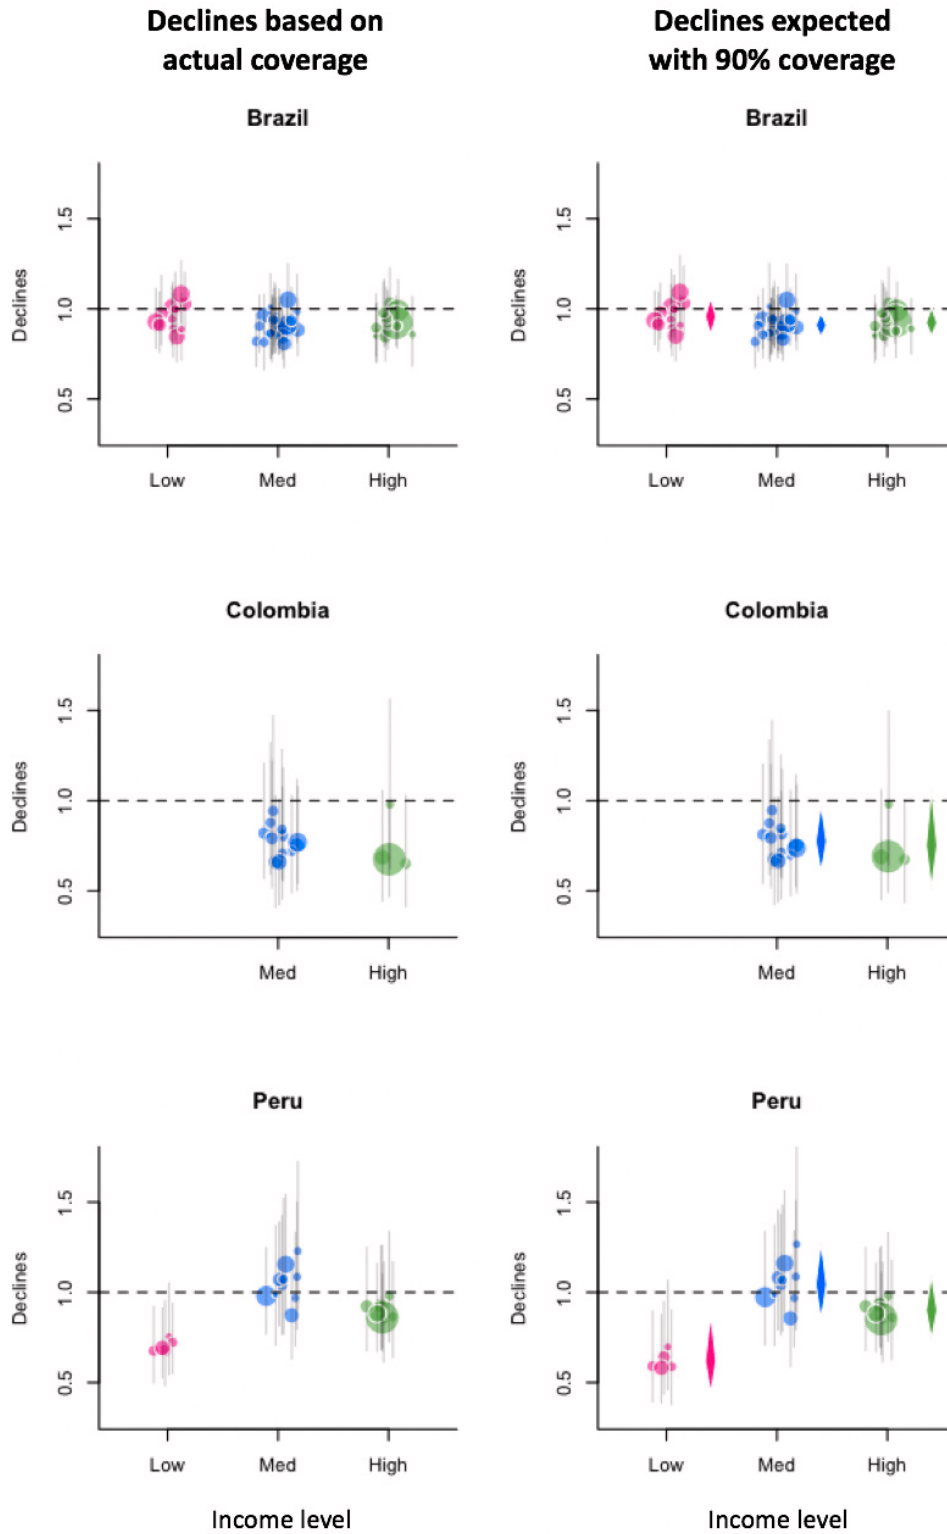 Declines based on
actual coverage
Declines expected
with 90% coverage
Brazil
Brazil
Declines
1.5
1.0
0.5
Low Med High
Declines
1.5
1.0
0.5
Low Med High
Colombia
Colombia
Declines
1.5
1.0
0.5
Med High
Declines
1.5
1.0
0.5
Med High
Peru
Peru
Declines
1.5
1.0
0.5
Low Med High
Declines
1.5
1.0
0.5
Low Med High
Income level
Income level